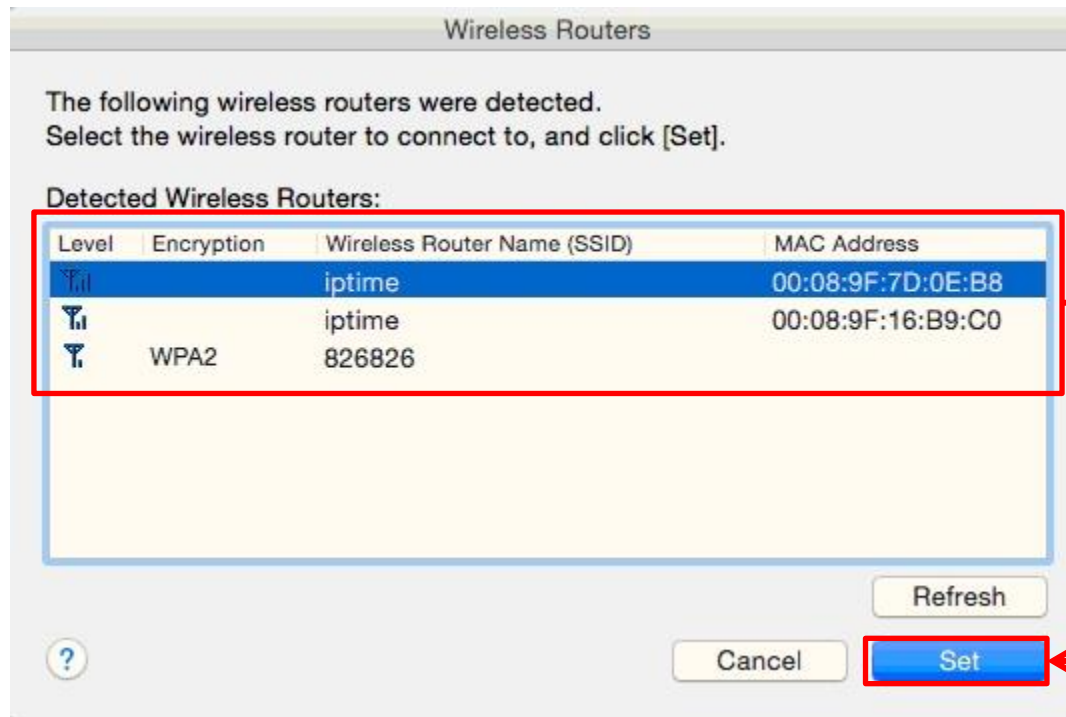 Wireless Routers
The following wireless routers were detected.
Select the wireless router to connect to, and click [Set].
Detected Wireless Routers:
Level Encryption Wireless Router Name (SSID) MAC Address
iptime 00:08:9F:7D:0E:B8
iptime 00:08:9F:16:B9:C0
WPA2 826826
Refresh
? Cancel Set